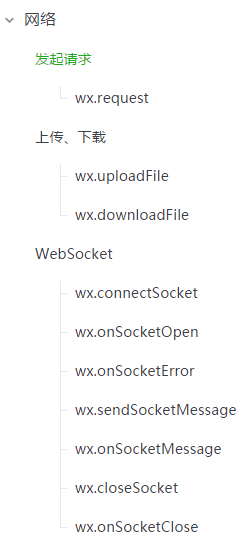 网络
发起请求
wx.request
上传、下载
wx.uploadFile
wx.downloadFile
WebSocket
wx.connectSocket
wx.onSocketOpen
wx.onSocketError
wx.sendSocketMessage
wx.onSocketMessage
wx.closeSocket
wx.onSocketClose